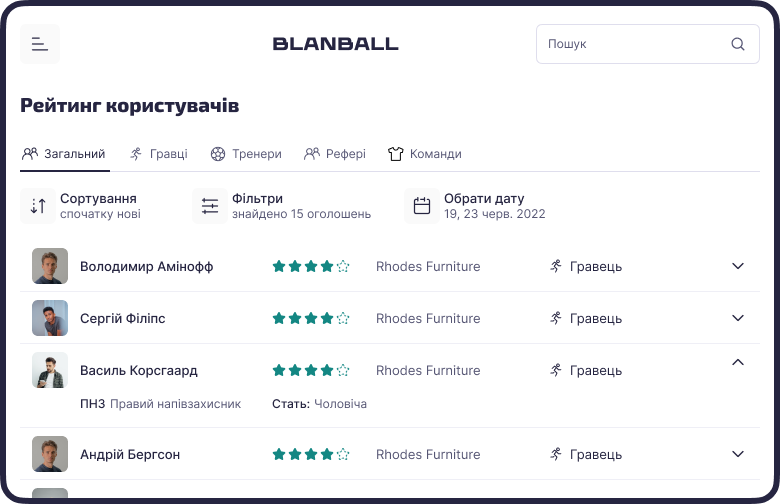 BLANBALL
Пошук
Рейтинг користувачів
Загальний Гравці Тренери Рефері Команди
Сортування Фільтри Обрати дату
спочатку нові знайдено 15 оголошень 19, 23 черв. 2022
Володимир Амінофф Rhodes Furniture Гравець
Сергій Філіпс Rhodes Furniture Гравець
Василь Корсгаард Rhodes Furniture Гравець
ПНЗ Правий напівзахисник Стать: Чоловіча
Андрій Бергсон Rhodes Furniture Гравець